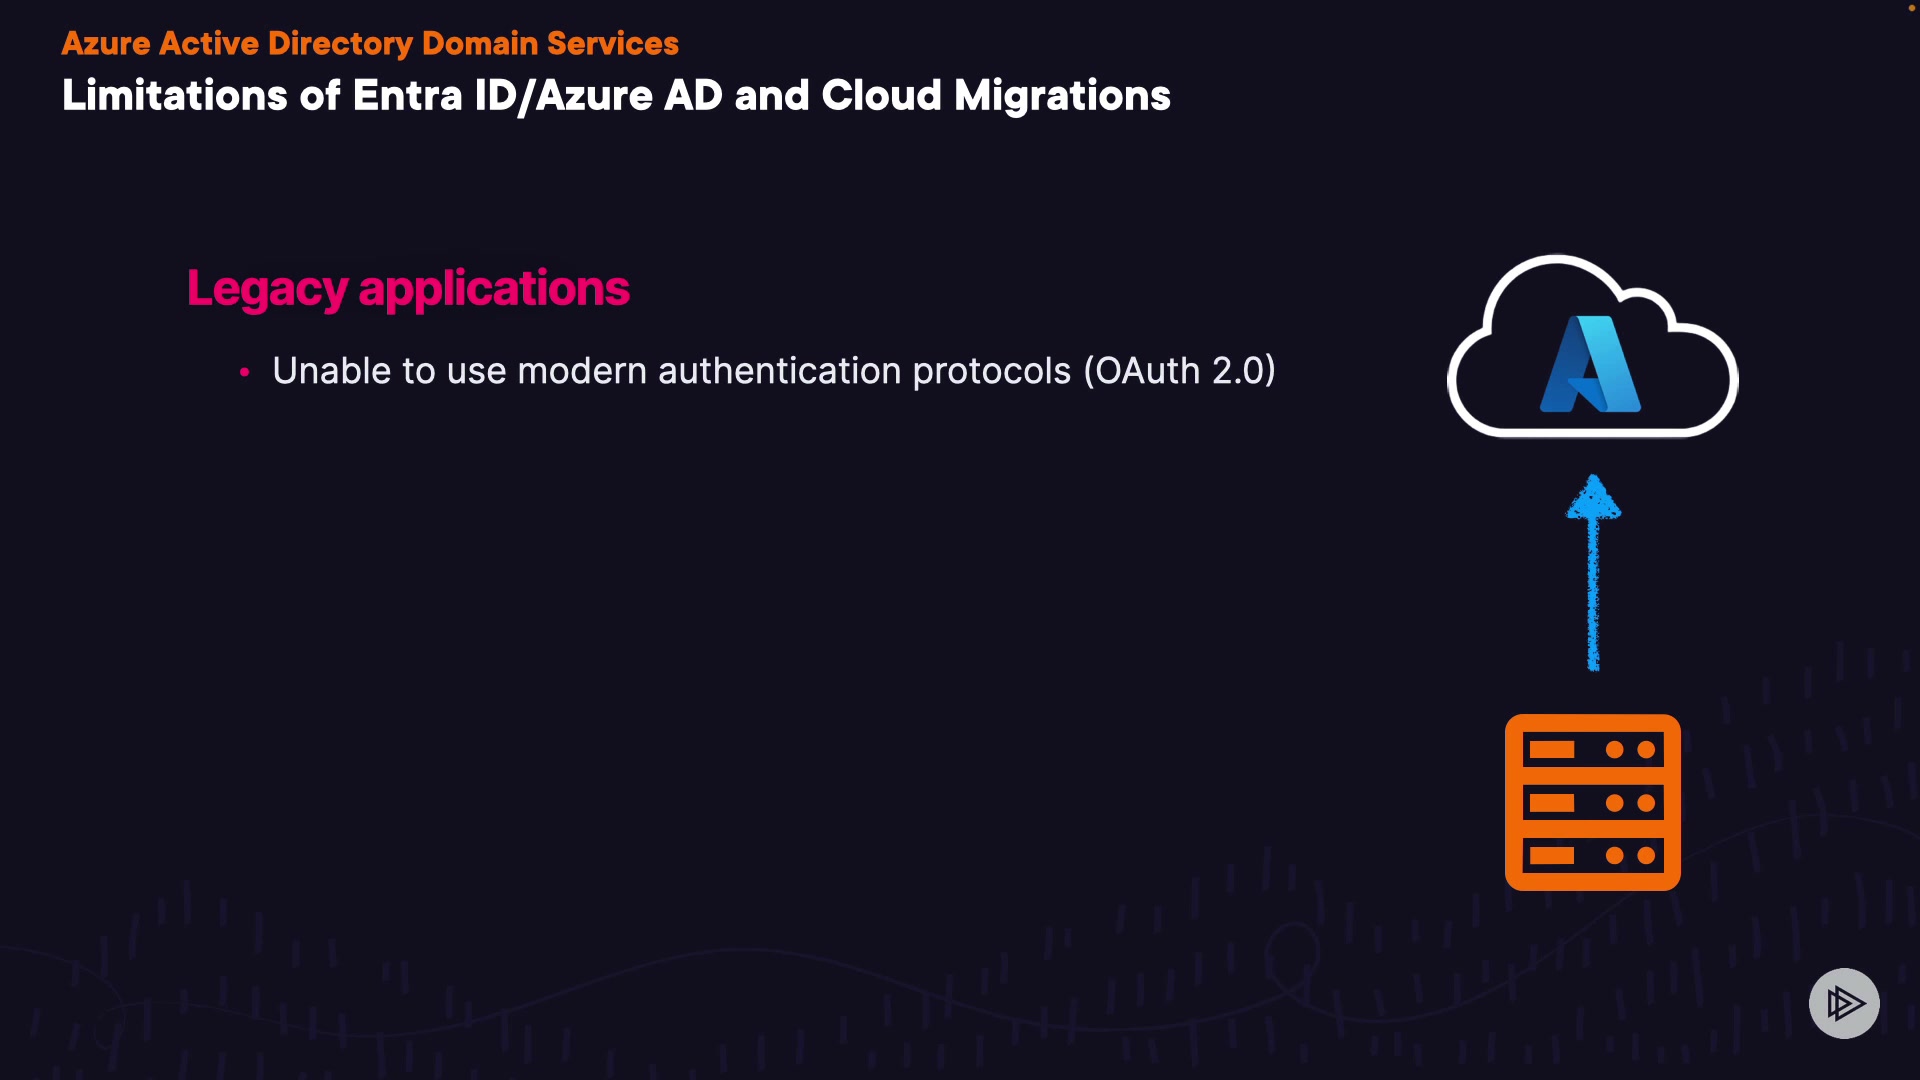 Azure Active Directory Domain Services
Limitations of Entra ID/Azure AD and Cloud Migrations
Legacy applications
• Unable to use modern authentication protocols (OAuth 2.0)